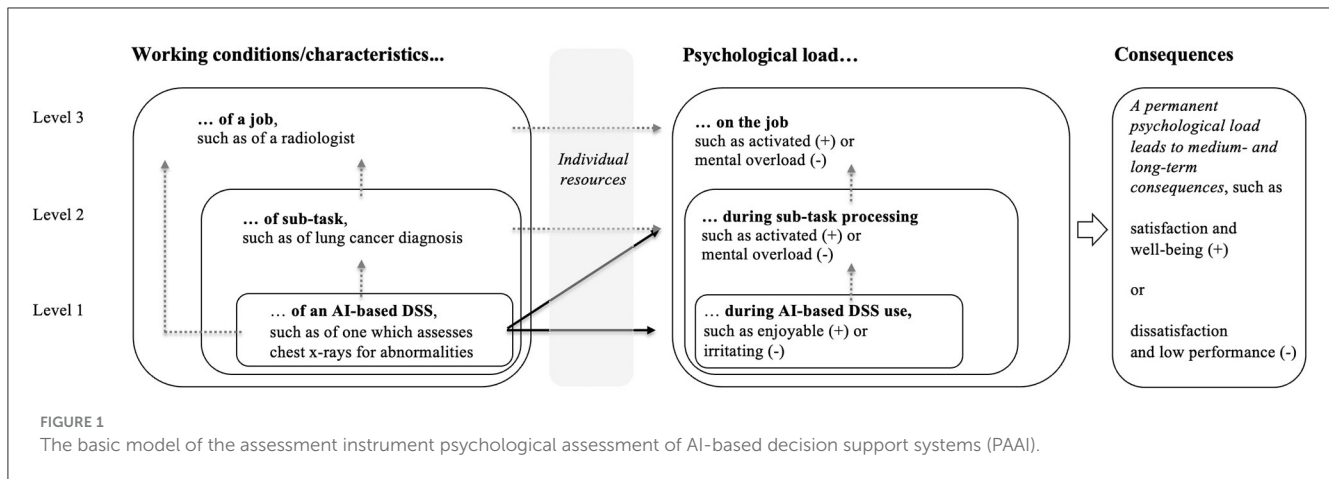 Working conditions/characteristics...
Psychological load…
Consequences
Level 3
… of a job,
such as of a radiologist
Level 2
… of sub-task,
such as of lung cancer diagnosis
Level 1
… of an AI-based DSS,
such as of one which assesses
chest x-rays for abnormalities
Individual
resources
… on the job
such as activated (+) or
mental overload (-)
… during sub-task processing
such as activated (+) or
mental overload (-)
… during AI-based DSS use,
such as enjoyable (+) or
irritating (-)
A permanent
psychological load
leads to medium- and
long-term
consequences, such as
satisfaction and
well-being (+)
or
dissatisfaction
and low performance (-)
FIGURE 1
The basic model of the assessment instrument psychological assessment of AI-based decision support systems (PAAI).